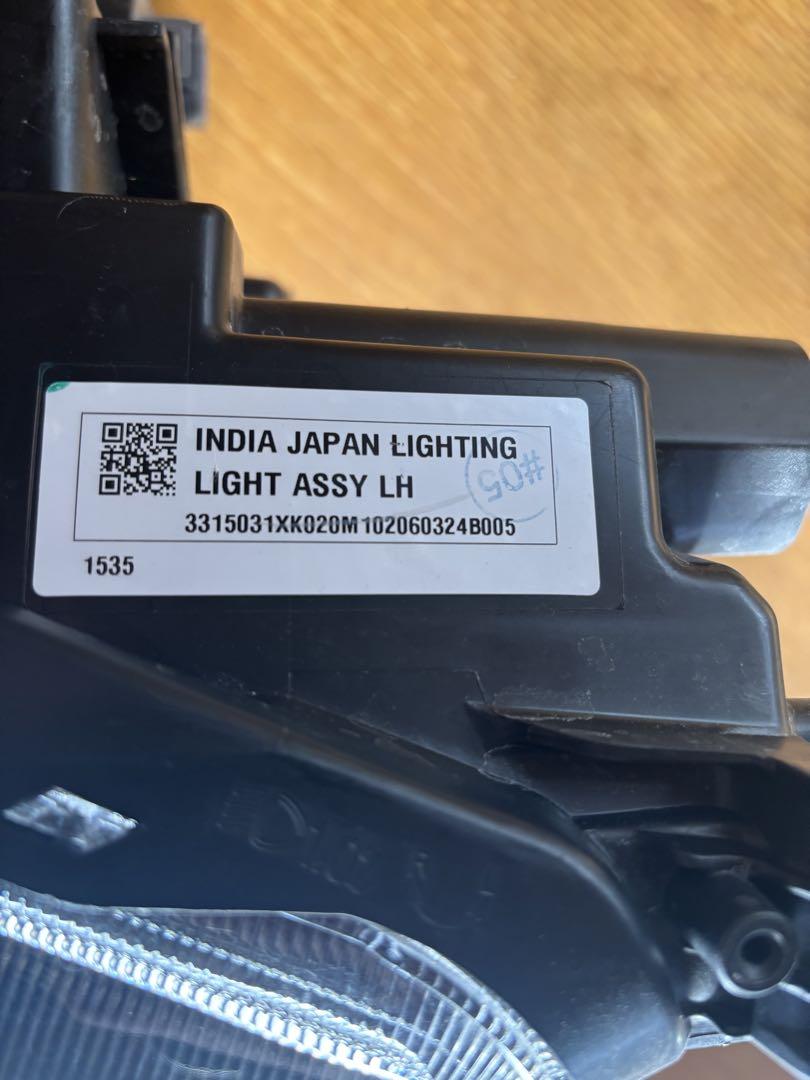 INDIA JAPAN LIGHTING
LIGHT ASSY LH
#05
3315031XK020M102060324B005
1535